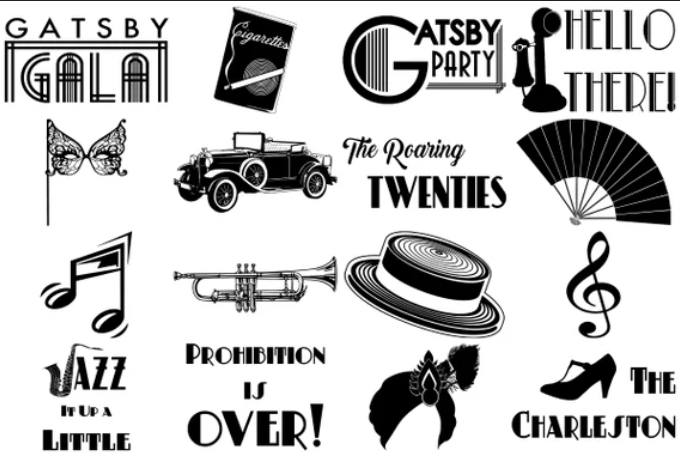 GATSBY
GALA
Cigarettes
GATSBY
PARTY
HELLO
THERE!
The Roaring
TWENTIES
JAZZ
IT UP A
LITTLE
PROHIBITION
IS
OVER!
THE
CHARLESTON